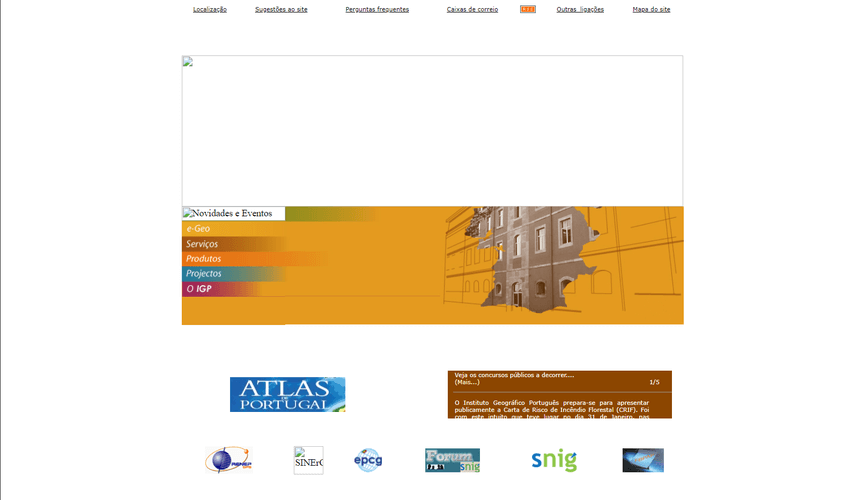 Localização Sugestões ao site Perguntas frequentes Caixas de correio CRIF Outras ligações Mapa do site
Novidades e Eventos
e-Geo
Serviços
Produtos
Projectos
O IGP
Veja os concursos públicos a decorrer....
(Mais...) 1/5
ATLAS
DE
PORTUGAL
O Instituto Geográfico Português prepara-se para apresentar
publicamente a Carta de Risco de Incêndio Florestal (CRIF). Foi
com este intuito que teve lugar no dia 31 de Janeiro, nas
SINErG
epcg
Forum
snig
snig